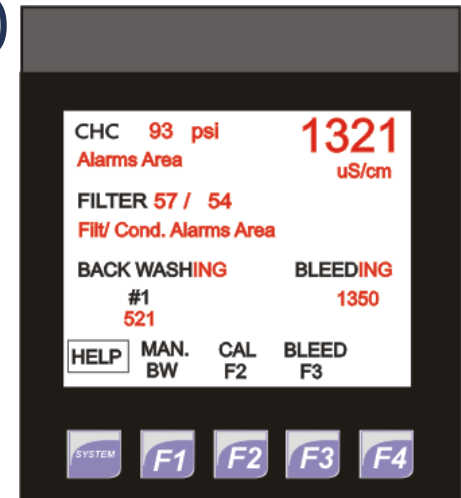 CHC 93 psi 1321
Alarms Area uS/cm
FILTER 57 / 54
Filt/ Cond. Alarms Area
BACK WASHING BLEEDING
#1 1350
521
HELP MAN. CAL BLEED
BW F2 F3
SYSTEM F1 F2 F3 F4